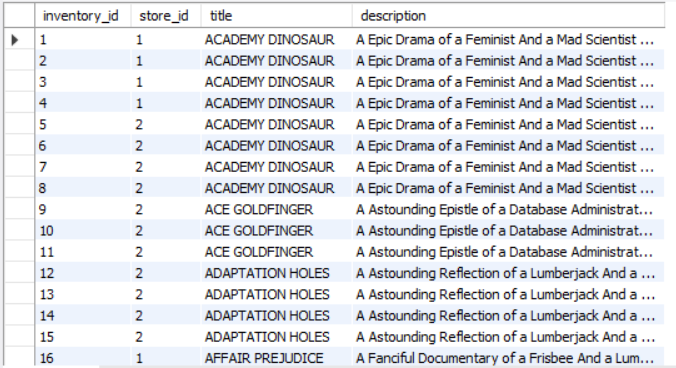 inventory_id store_id title description
1 1 ACADEMY DINOSAUR A Epic Drama of a Feminist And a Mad Scientist ...
2 1 ACADEMY DINOSAUR A Epic Drama of a Feminist And a Mad Scientist ...
3 1 ACADEMY DINOSAUR A Epic Drama of a Feminist And a Mad Scientist ...
4 1 ACADEMY DINOSAUR A Epic Drama of a Feminist And a Mad Scientist ...
5 2 ACADEMY DINOSAUR A Epic Drama of a Feminist And a Mad Scientist ...
6 2 ACADEMY DINOSAUR A Epic Drama of a Feminist And a Mad Scientist ...
7 2 ACADEMY DINOSAUR A Epic Drama of a Feminist And a Mad Scientist ...
8 2 ACADEMY DINOSAUR A Epic Drama of a Feminist And a Mad Scientist ...
9 2 ACE GOLDFINGER A Astounding Epistle of a Database Administrat...
10 2 ACE GOLDFINGER A Astounding Epistle of a Database Administrat...
11 2 ACE GOLDFINGER A Astounding Epistle of a Database Administrat...
12 2 ADAPTATION HOLES A Astounding Reflection of a Lumberjack And a ...
13 2 ADAPTATION HOLES A Astounding Reflection of a Lumberjack And a ...
14 2 ADAPTATION HOLES A Astounding Reflection of a Lumberjack And a ...
15 2 ADAPTATION HOLES A Astounding Reflection of a Lumberjack And a ...
16 1 AFFAIR PREJUDICE A Fanciful Documentary of a Frisbee And a Lum...